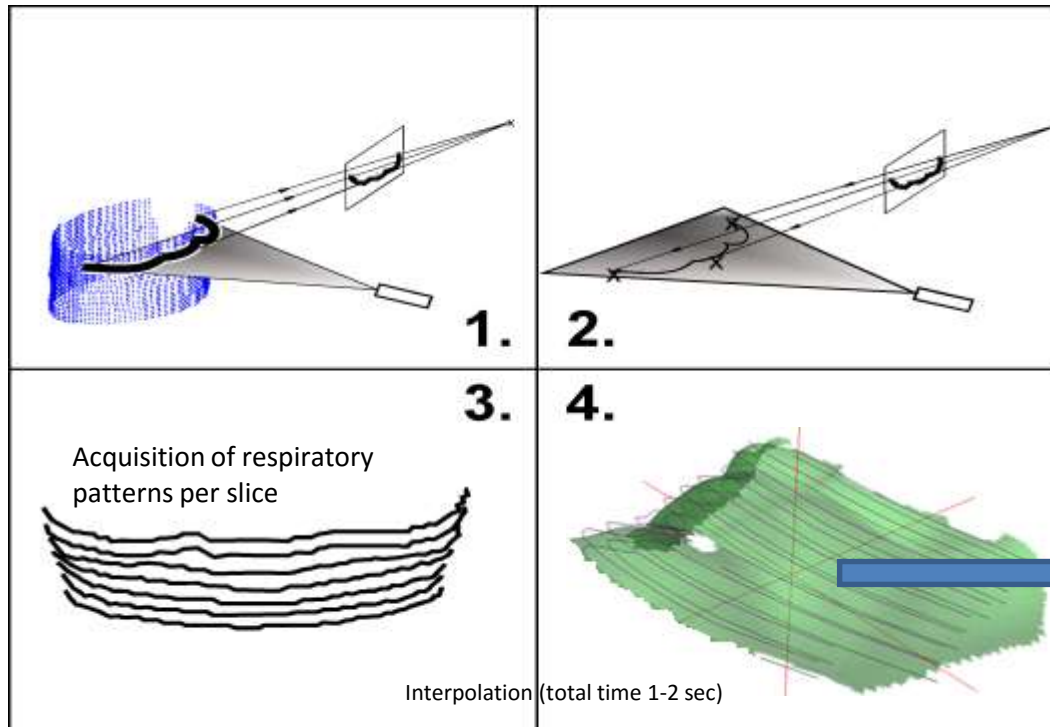 1.
2.
3.
4.
Acquisition of respiratory
patterns per slice
Interpolation (total time 1-2 sec)